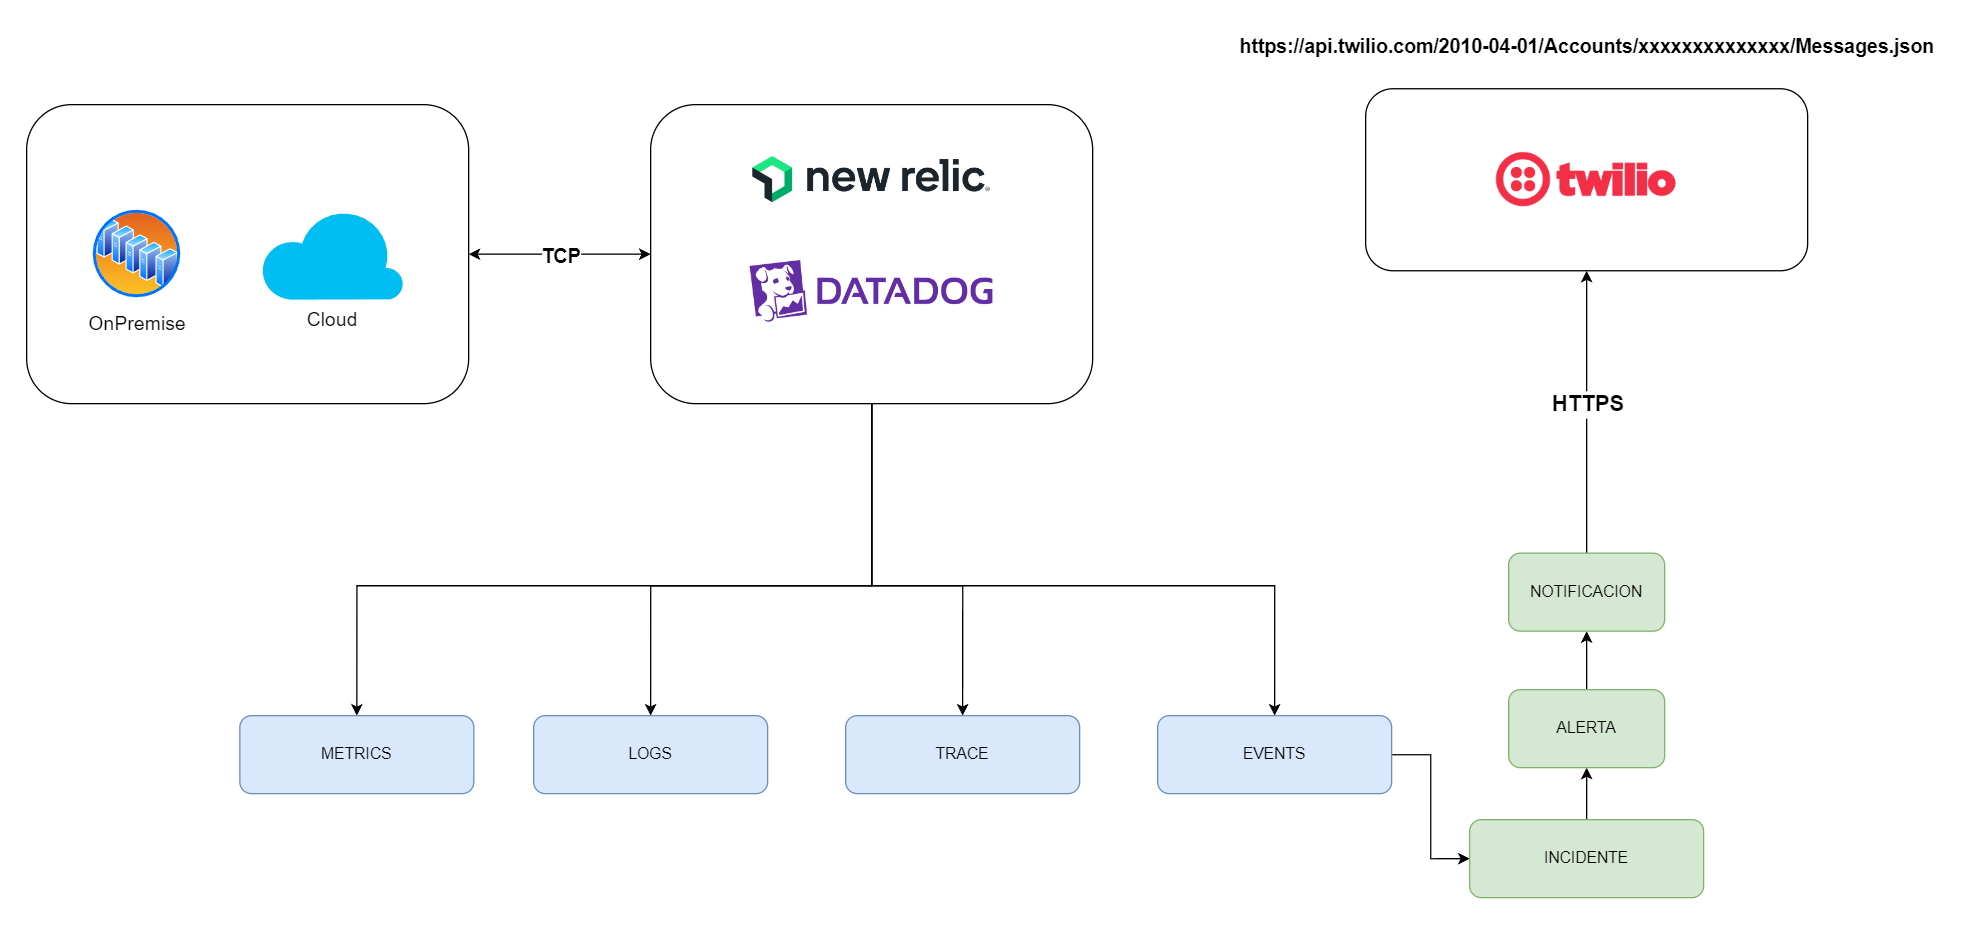 https://api.twilio.com/2010-04-01/Accounts/xxxxxxxxxxxxxx/Messages.json
new relic
twilio
OnPremise
Cloud
TCP
DATADOG
HTTPS
NOTIFICACION
METRICS
LOGS
TRACE
EVENTS
ALERTA
INCIDENTE